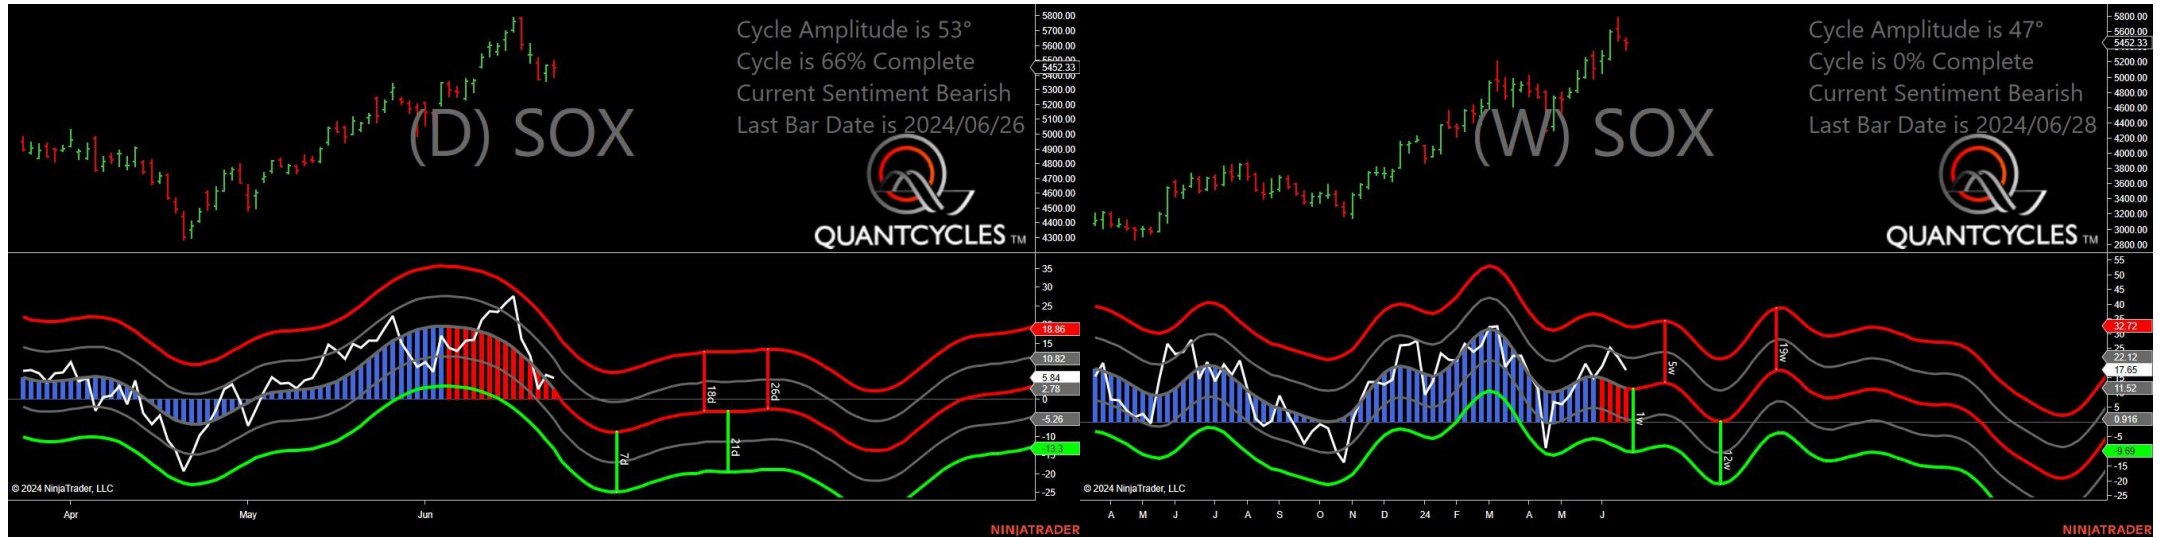 Cycle Amplitude is 53°
Cycle is 66% Complete
Current Sentiment Bearish
Last Bar Date is 2024/06/26
(D) SOX
QUANTCYCLES TM
5800.00
5700.00
5600.00
5452.33
5400.00
5300.00
5200.00
5100.00
5000.00
4900.00
4800.00
4700.00
4600.00
4500.00
4400.00
4300.00
35
30
25
18.86
15
10.82
5.84
2.78
0
-5.26
-10
-13.3
-20
-25
7d
18d
21d
26d
© 2024 NinjaTrader, LLC
Apr May Jun
NINJATRADER
Cycle Amplitude is 47°
Cycle is 0% Complete
Current Sentiment Bearish
Last Bar Date is 2024/06/28
(W) SOX
QUANTCYCLES TM
5800.00
5600.00
5452.33
5200.00
5000.00
4800.00
4600.00
4400.00
4200.00
4000.00
3800.00
3600.00
3400.00
3200.00
3000.00
2800.00
55
50
45
40
32.72
22.12
17.65
11.52
5
0.916
-5
-9.69
-15
-20
-25
1w
5w
12w
19w
© 2024 NinjaTrader, LLC
A M J J A S O N D 24 F M A M J
NINJATRADER